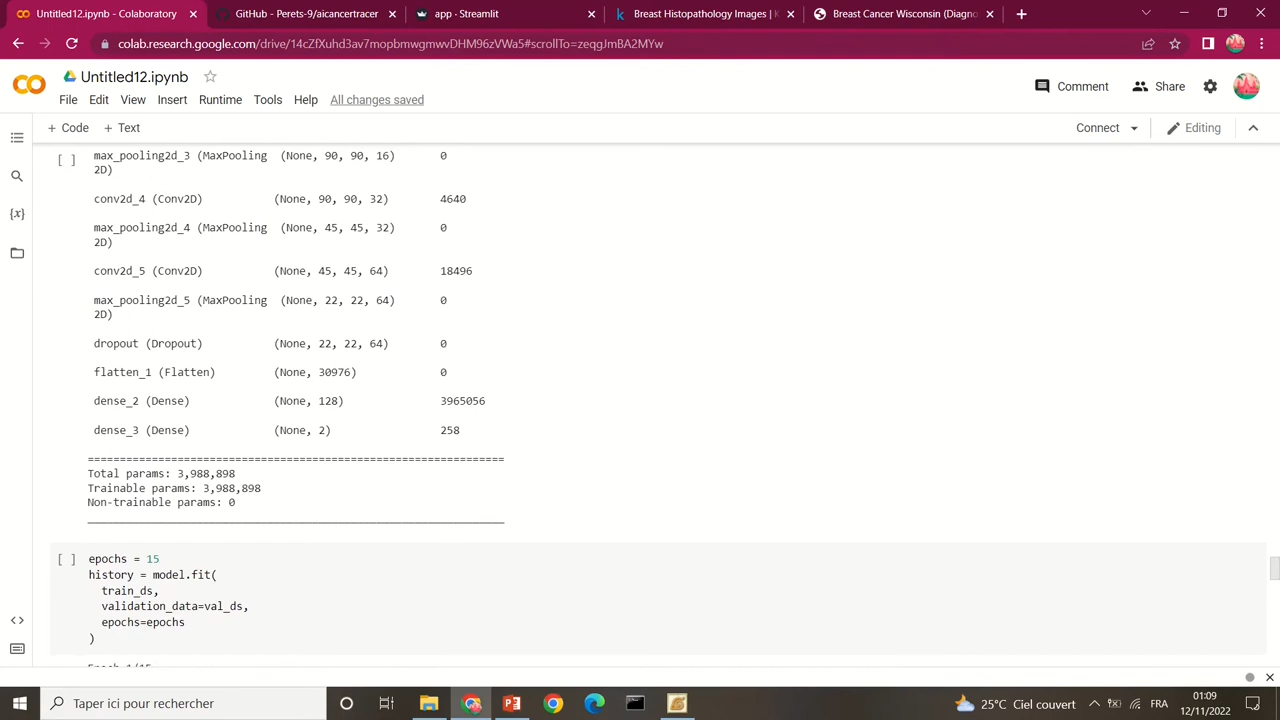 Untitled12.ipynb - Colaboratory
GitHub - Perets-9/aicancertracer
app · Streamlit
Breast Histopathology Images | K
Breast Cancer Wisconsin (Diagno
colab.research.google.com/drive/14cZfXuhd3av7mopbmwgmwvDHM96zVWa5#scrollTo=zeqgJmBA2MYw
Untitled12.ipynb
Comment
Share
File Edit View Insert Runtime Tools Help All changes saved
+ Code + Text
Connect
Editing
[ ] max_pooling2d_3 (MaxPooling (None, 90, 90, 16) 0
2D)
conv2d_4 (Conv2D) (None, 90, 90, 32) 4640
max_pooling2d_4 (MaxPooling (None, 45, 45, 32) 0
2D)
conv2d_5 (Conv2D) (None, 45, 45, 64) 18496
max_pooling2d_5 (MaxPooling (None, 22, 22, 64) 0
2D)
dropout (Dropout) (None, 22, 22, 64) 0
flatten_1 (Flatten) (None, 30976) 0
dense_2 (Dense) (None, 128) 3965056
dense_3 (Dense) (None, 2) 258
=================================================================
Total params: 3,988,898
Trainable params: 3,988,898
Non-trainable params: 0
_________________________________________________________________
[ ] epochs = 15
history = model.fit(
train_ds,
validation_data=val_ds,
epochs=epochs
)
Epoch 1/15
Taper ici pour rechercher
25°C Ciel couvert
FRA
01:09
12/11/2022